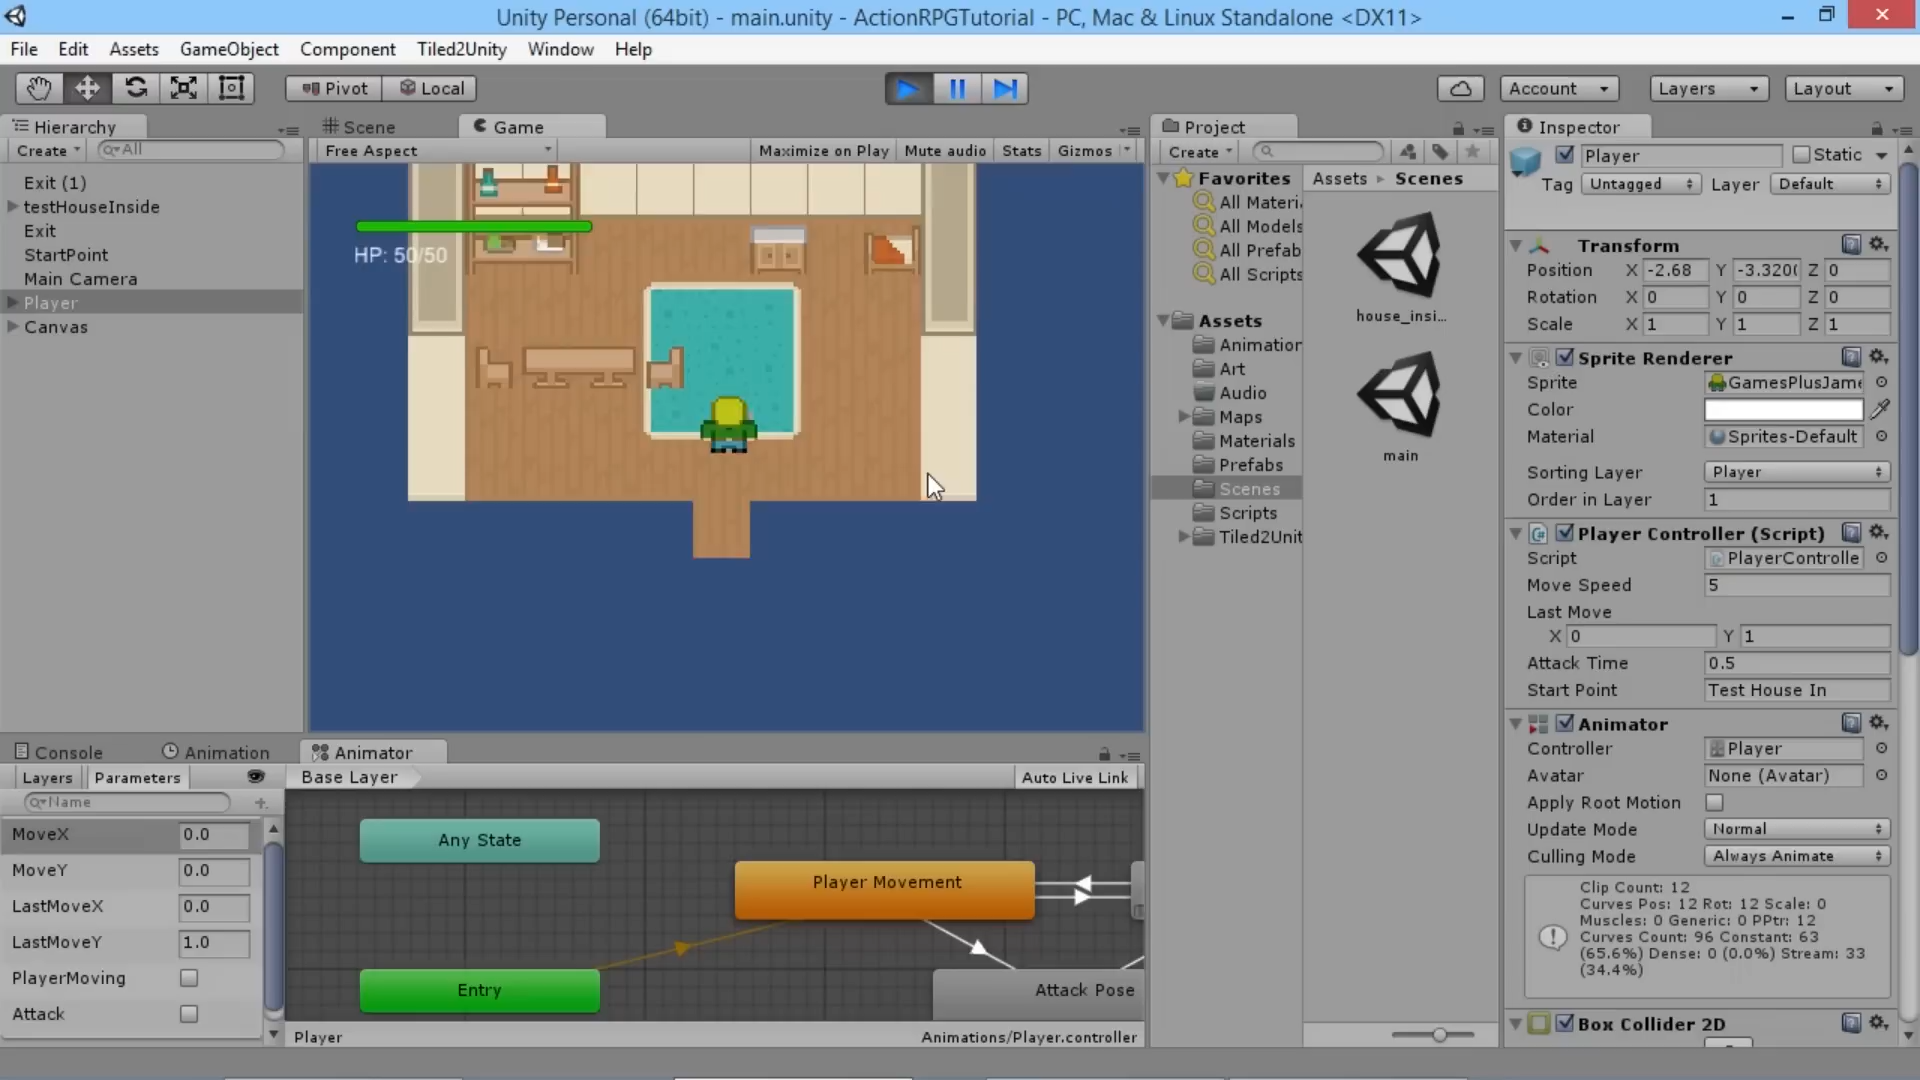 Unity Personal (64bit) - main.unity - ActionRPGTutorial - PC, Mac & Linux Standalone <DX11>
File Edit Assets GameObject Component Tiled2Unity Window Help
Pivot Local Account Layers Layout
Hierarchy
Create All
Exit (1)
testHouseInside
Exit
StartPoint
Main Camera
Player
Canvas
Scene Game
Free Aspect Maximize on Play Mute audio Stats Gizmos
HP: 50/50
Project
Create
Favorites
All Materi
All Models
All Prefab
All Scripts
Assets
Animation
Art
Audio
Maps
Materials
Prefabs
Scenes
Scripts
Tiled2Unit
Assets Scenes
house_insi...
main
Inspector
Player Static
Tag Untagged Layer Default
Transform
Position X -2.68 Y -3.320( Z 0
Rotation X 0 Y 0 Z 0
Scale X 1 Y 1 Z 1
Sprite Renderer
Sprite GamesPlusJame
Color
Material Sprites-Default
Sorting Layer Player
Order in Layer 1
Player Controller (Script)
Script PlayerControlle
Move Speed 5
Last Move
X 0 Y 1
Attack Time 0.5
Start Point Test House In
Animator
Controller Player
Avatar None (Avatar)
Apply Root Motion
Update Mode Normal
Culling Mode Always Animate
Clip Count: 12
Curves Pos: 12 Rot: 12 Scale: 0
Muscles: 0 Generic: 0 PPtr: 12
Curves Count: 96 Constant: 63
(65.6%) Dense: 0 (0.0%) Stream: 33
(34.4%)
Box Collider 2D
Console Animation Animator
Layers Parameters
Name
MoveX 0.0
MoveY 0.0
LastMoveX 0.0
LastMoveY 1.0
PlayerMoving
Attack
Base Layer Auto Live Link
Any State
Player Movement
Entry
Attack Pose
Player Animations/Player.controller